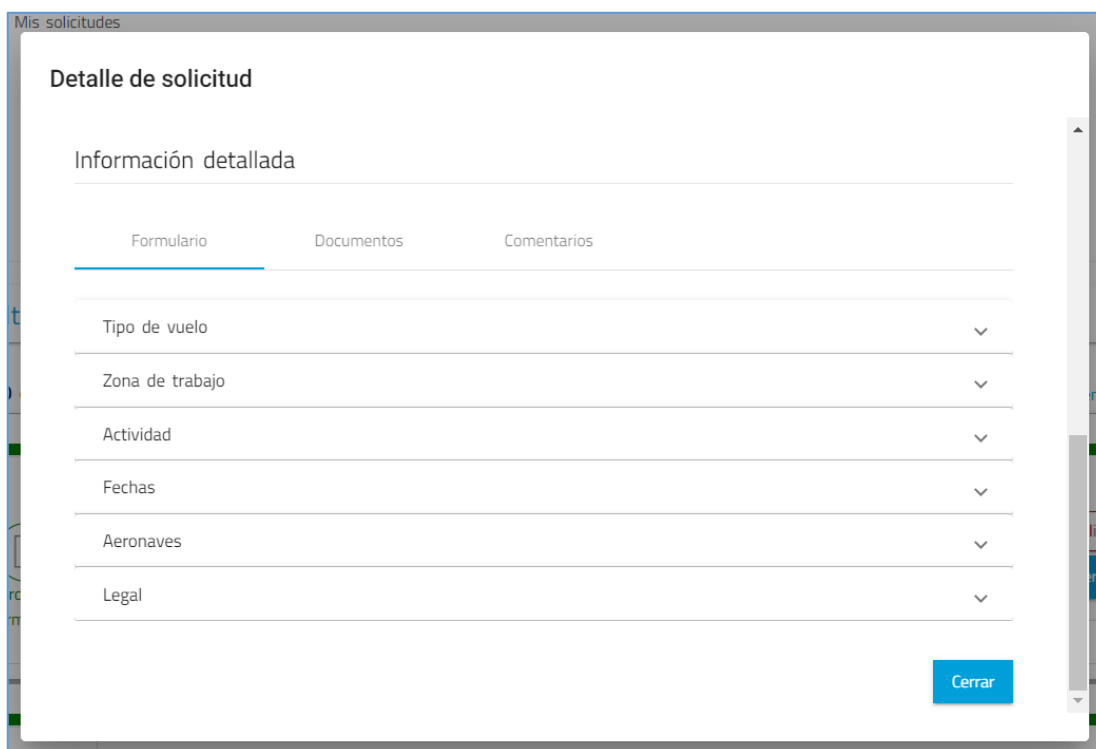 Mis solicitudes
Detalle de solicitud
Información detallada
Formulario Documentos Comentarios
Tipo de vuelo
Zona de trabajo
Actividad
Fechas
Aeronaves
Legal
Cerrar